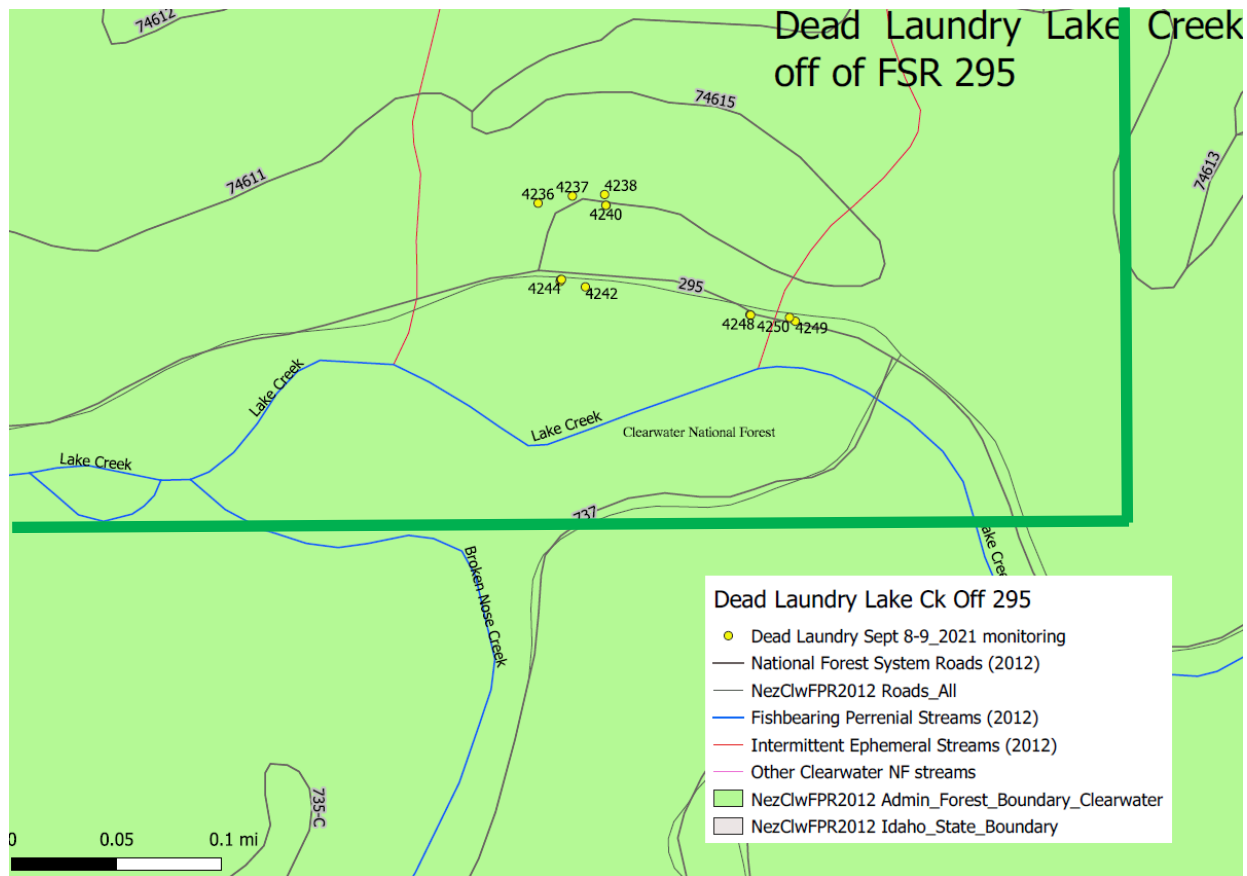 74612
Dead Laundry Lake Creek
off of FSR 295
74615
74611
74613
4236
4237
4238
4240
4244
4242
295
4248
4250
4249
Lake Creek
Lake Creek
Clearwater National Forest
Lake Creek
737
Lake Creek
Broken Nose Creek
735-C
Dead Laundry Lake Ck Off 295
Dead Laundry Sept 8-9_2021 monitoring
National Forest System Roads (2012)
NezClwFPR2012 Roads_All
Fishbearing Perrenial Streams (2012)
Intermittent Ephemeral Streams (2012)
Other Clearwater NF streams
NezClwFPR2012 Admin_Forest_Boundary_Clearwater
NezClwFPR2012 Idaho_State_Boundary
0 0.05 0.1 mi